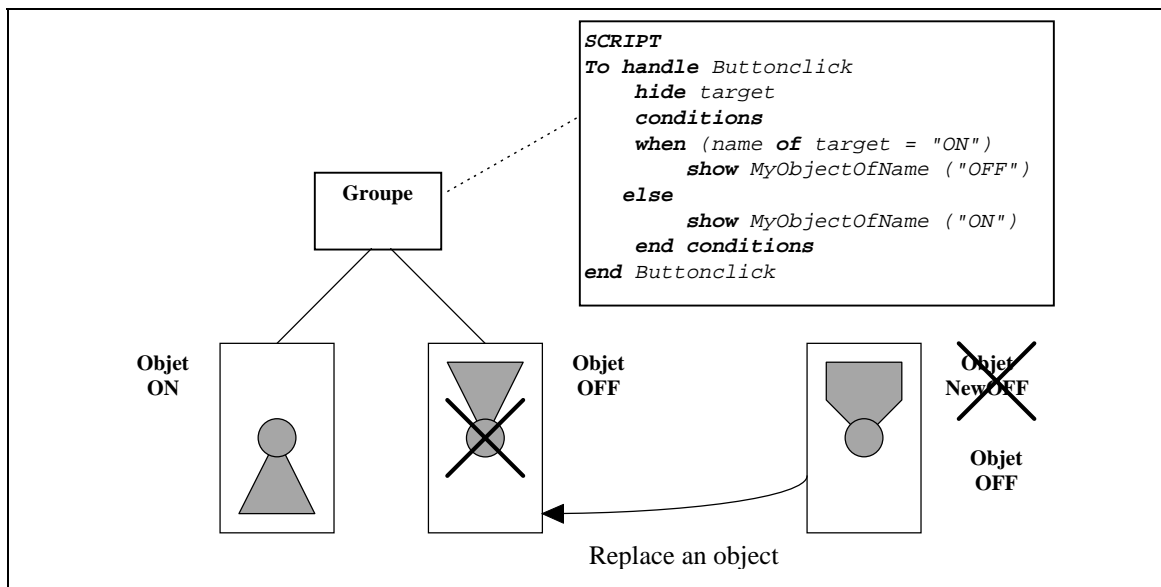 SCRIPT
To handle Buttonclick
hide target
conditions
when (name of target = "ON")
show MyObjectOfName ("OFF")
else
show MyObjectOfName ("ON")
end conditions
end Buttonclick
Groupe
Objet
ON
Objet
OFF
Objet
NewOFF
Objet
OFF
Replace an object